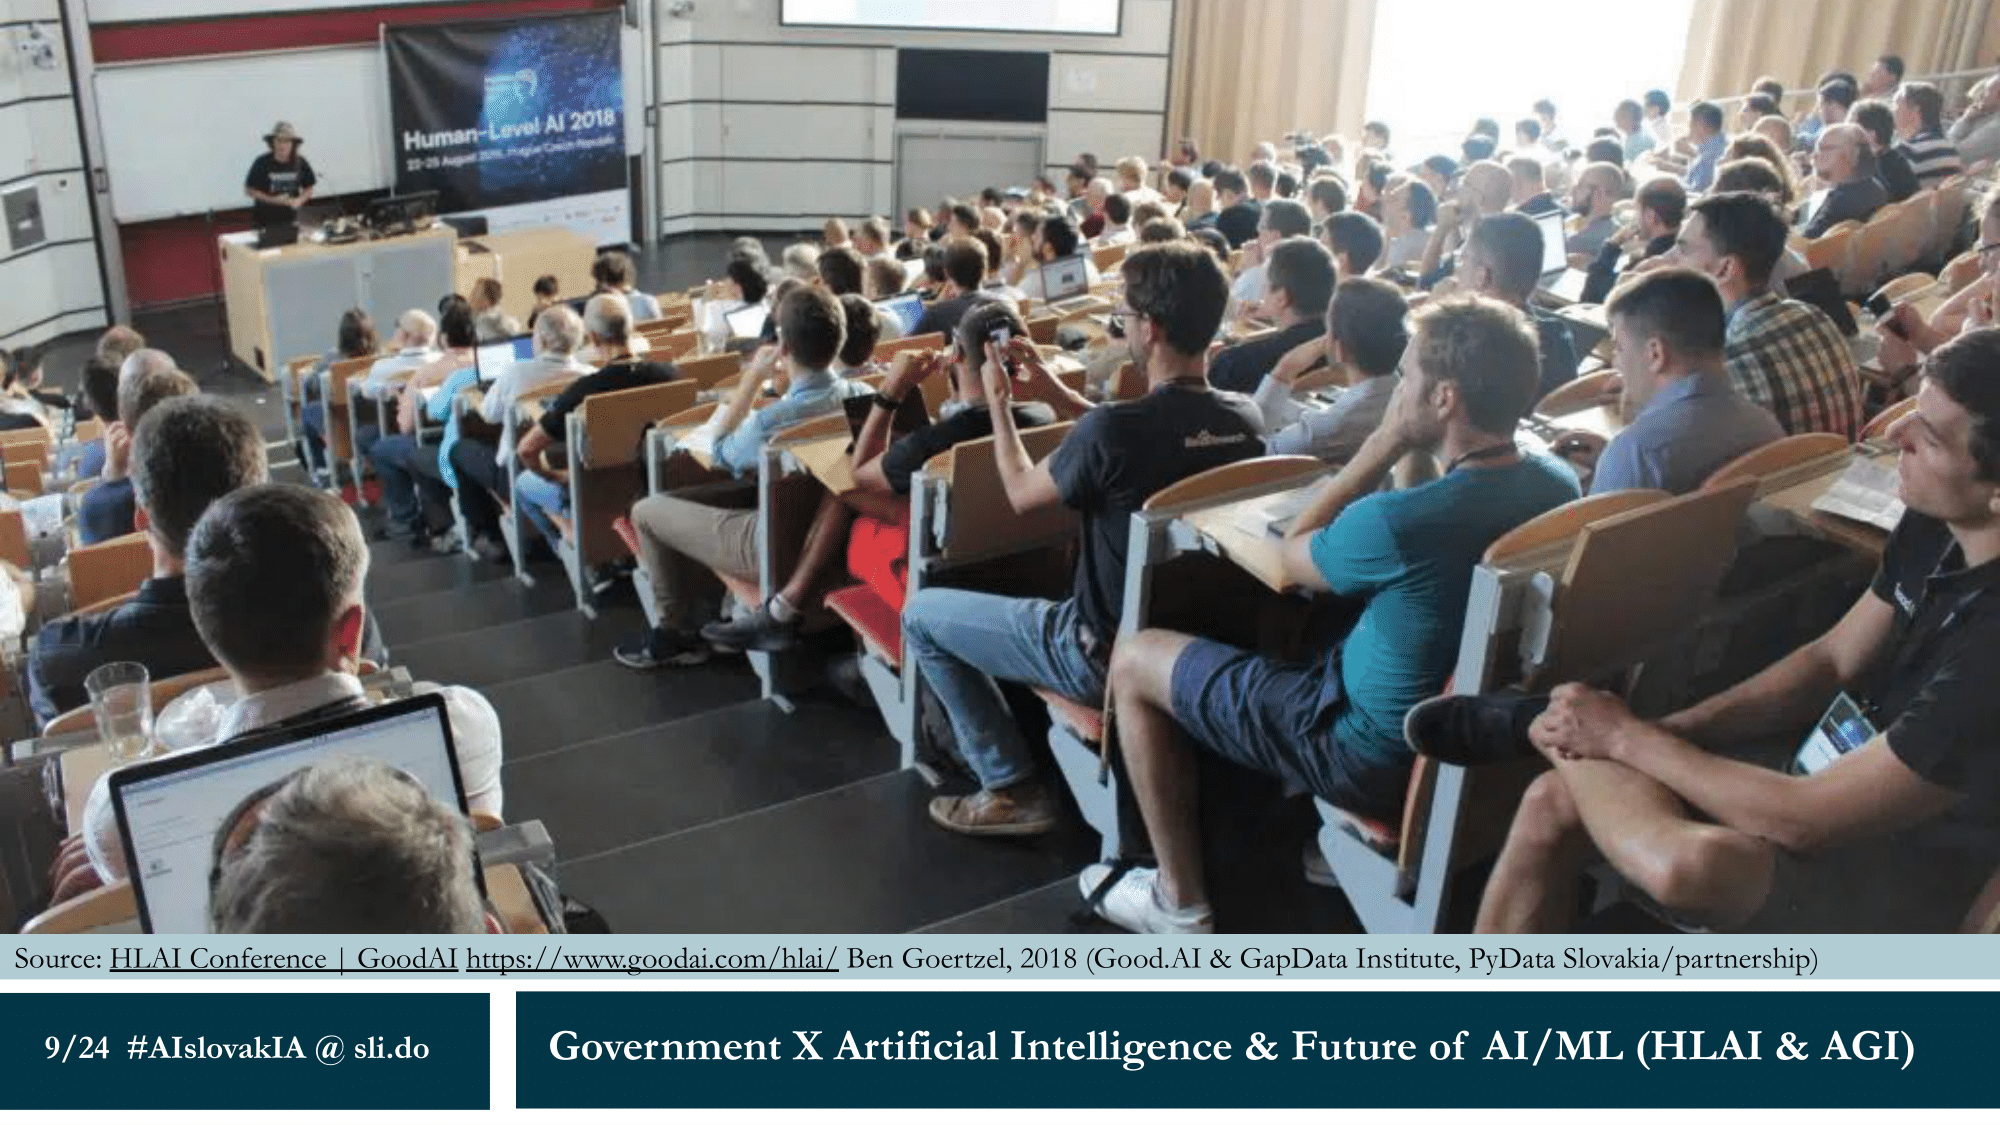 Human-Level AI 2018
22-25 August 2018, Prague Czech Republic
Source: HLAI Conference | GoodAI https://www.goodai.com/hlai/ Ben Goertzel, 2018 (Good.AI & GapData Institute, PyData Slovakia/partnership)
9/24 #AIslovakIA @ sli.do
Government X Artificial Intelligence & Future of AI/ML (HLAI & AGI)